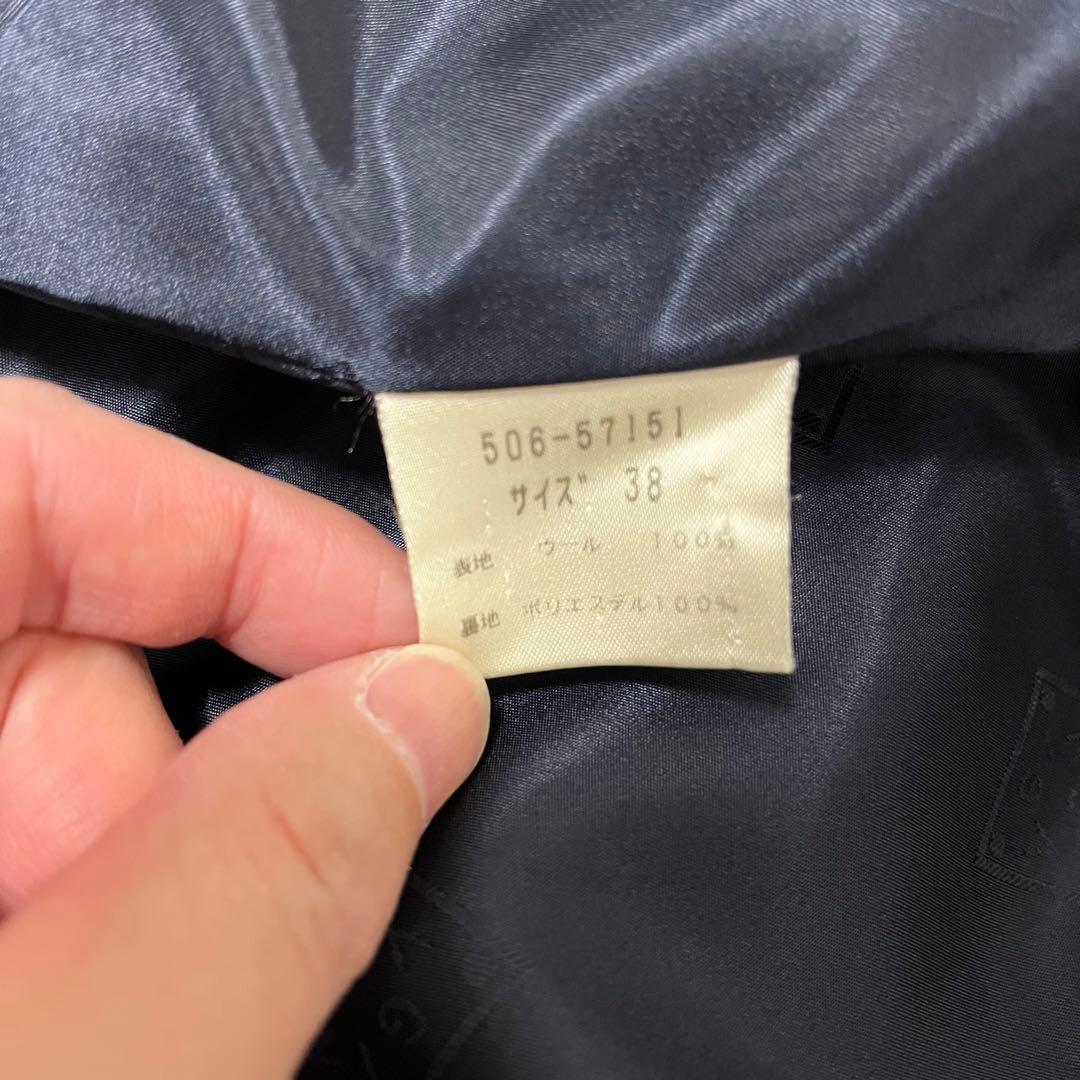 506-57151
サイズ 38
表地 ウール 100%
裏地 ポリエステル100%